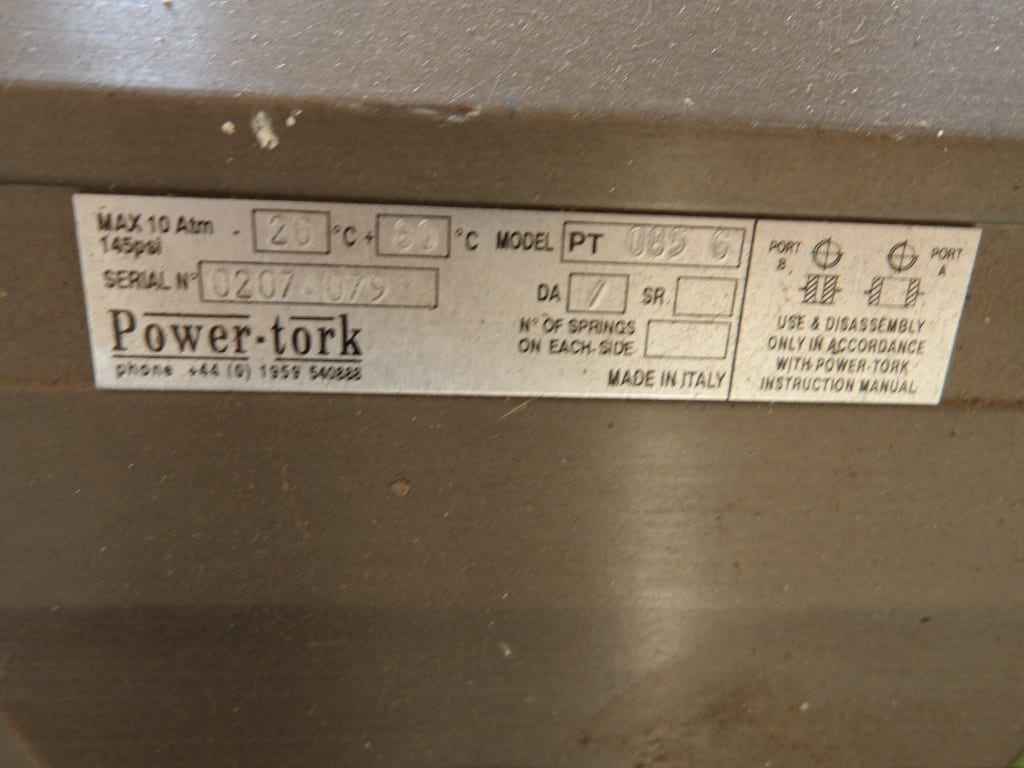 MAX 10 Atm - 20 °C + 80 °C MODEL PT 085 6
145psi
SERIAL N° 0207-079
DA / SR.
Power-tork
N° OF SPRINGS
ON EACH-SIDE
phone +44 (0) 1959 540888
MADE IN ITALY
PORT B PORT A
USE & DISASSEMBLY
ONLY IN ACCORDANCE
WITH POWER-TORK
INSTRUCTION MANUAL